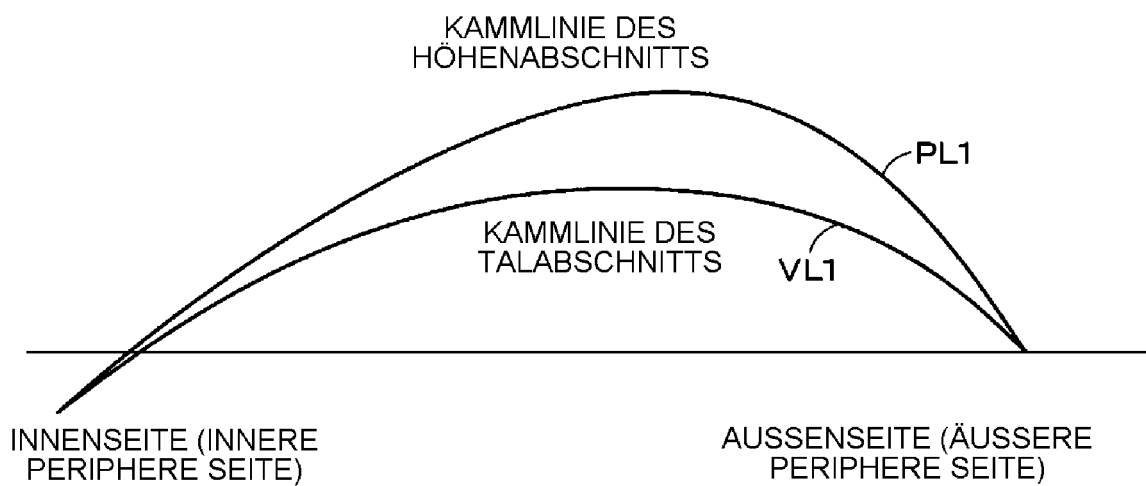 KAMMLINIE DES
HÖHENABSCHNITTS
PL1
KAMMLINIE DES
TALABSCHNITTS
VL1
INNENSEITE (INNERE
PERIPHERE SEITE)
AUSSENSEITE (ÄUSSERE
PERIPHERE SEITE)